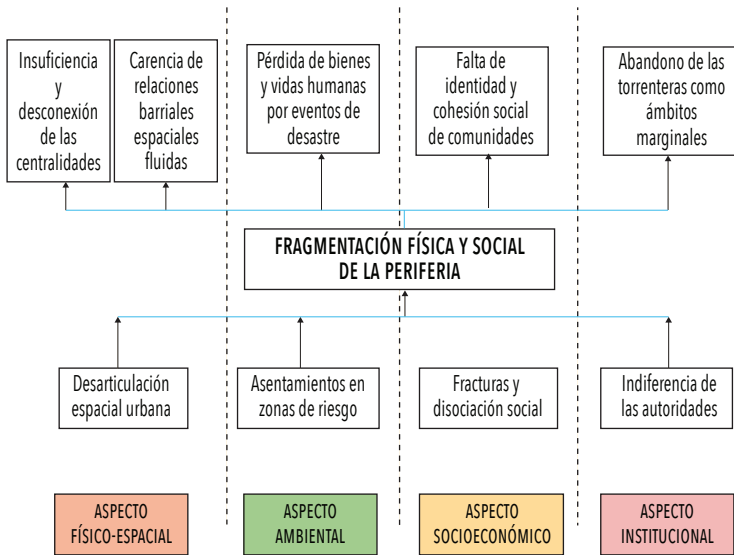 Insuficiencia
y
desconexión
de las
centralidades
Carencia de
relaciones
barriales
espaciales
fluidas
Pérdida de bienes
y vidas humanas
por eventos de
desastre
Falta de
identidad y
cohesión social
de comunidades
Abandono de las
torrenteras como
ámbitos
marginales
FRAGMENTACIÓN FÍSICA Y SOCIAL
DE LA PERIFERIA
Desarticulación
espacial urbana
Asentamientos en
zonas de riesgo
Fracturas y
disociación social
Indiferencia de
las autoridades
ASPECTO
FÍSICO-ESPACIAL
ASPECTO
AMBIENTAL
ASPECTO
SOCIOECONÓMICO
ASPECTO
INSTITUCIONAL